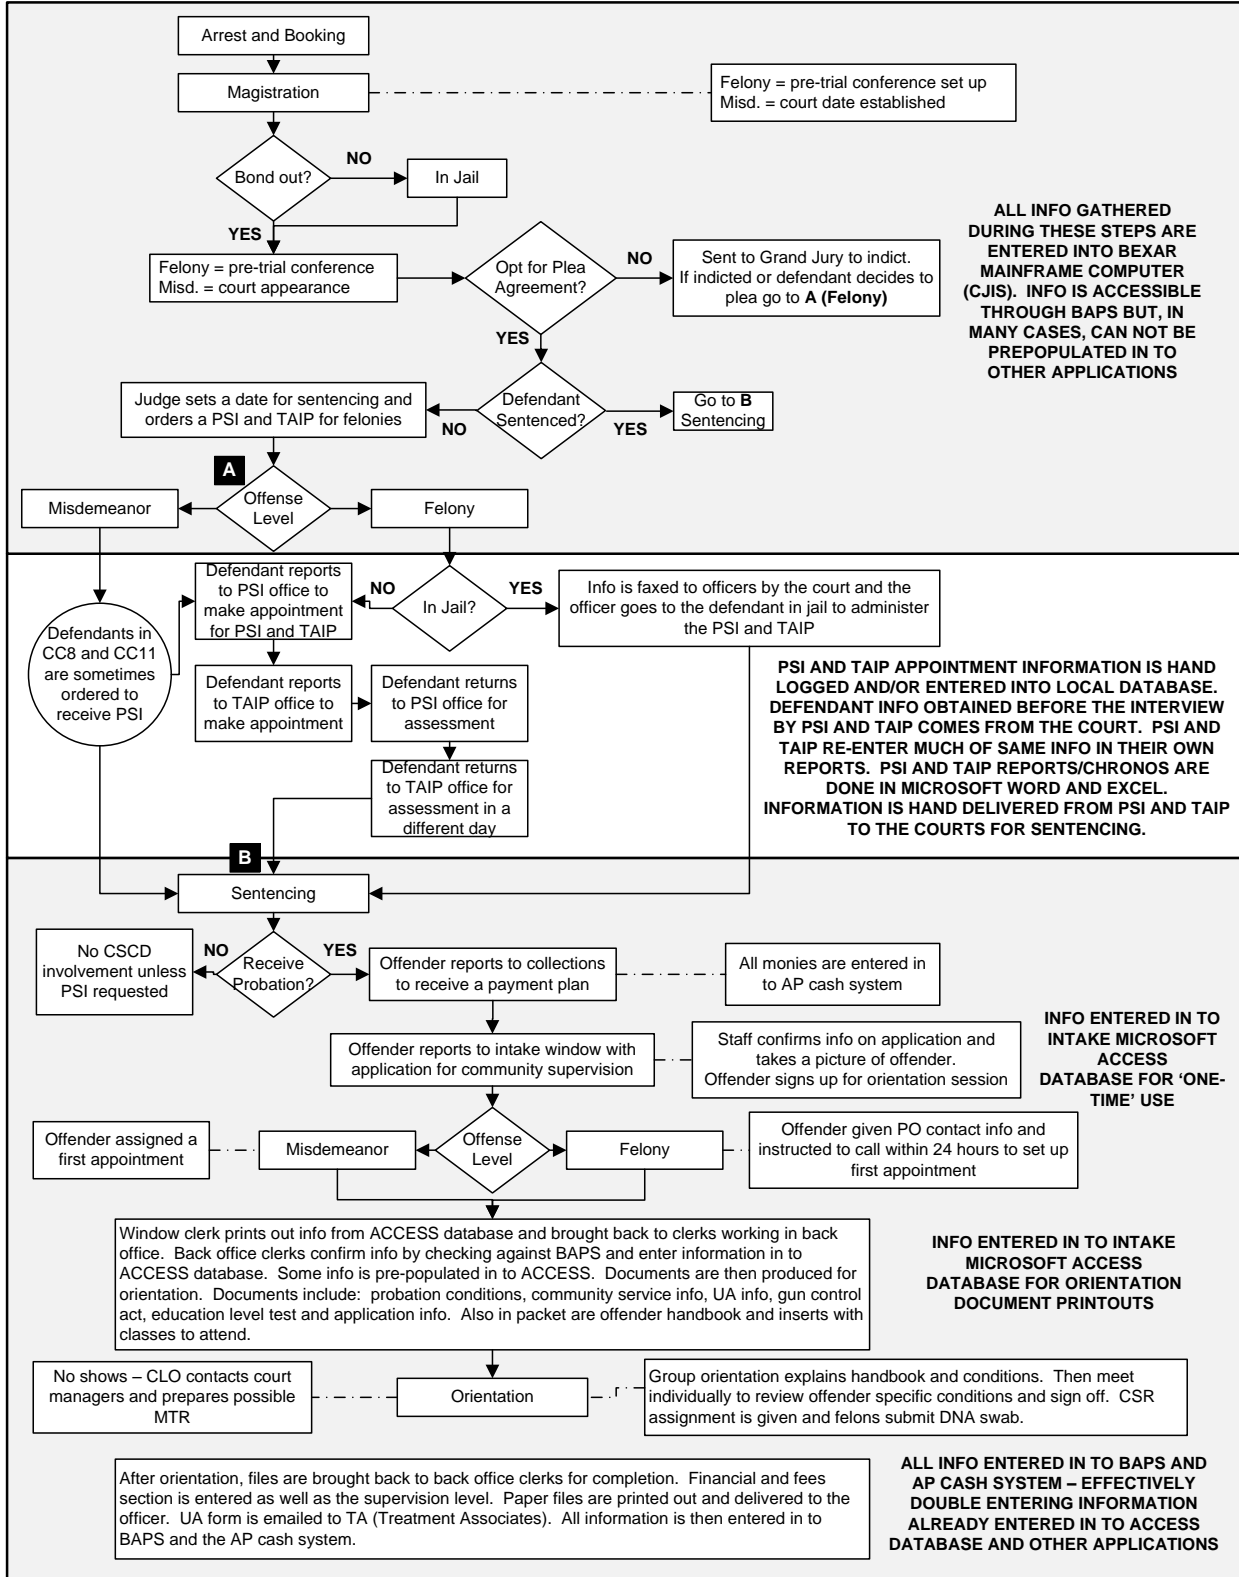 Arrest and Booking
Magistration
Felony = pre-trial conference set up
Misd. = court date established
Bond out?
NO
In Jail
YES
Felony = pre-trial conference
Misd. = court appearance
Opt for Plea
Agreement?
NO
Sent to Grand Jury to indict.
If indicted or defendant decides to
plea go to A (Felony)
ALL INFO GATHERED
DURING THESE STEPS ARE
ENTERED INTO BEXAR
MAINFRAME COMPUTER
(CJIS).  INFO IS ACCESSIBLE
THROUGH BAPS BUT, IN
MANY CASES, CAN NOT BE
PREPOPULATED IN TO
OTHER APPLICATIONS
YES
Defendant
Sentenced?
NO
YES
Go to B
Sentencing
Judge sets a date for sentencing and
orders a PSI and TAIP for felonies
A
Offense
Level
Misdemeanor
Felony
Defendants in
CC8 and CC11
are sometimes
ordered to
receive PSI
Defendant reports
to PSI office to
make appointment
for PSI and TAIP
NO
In Jail?
YES
Info is faxed to officers by the court and the
officer goes to the defendant in jail to administer
the PSI and TAIP
Defendant reports
to TAIP office to
make appointment
Defendant returns
to PSI office for
assessment
Defendant returns
to TAIP office for
assessment in a
different day
PSI AND TAIP APPOINTMENT INFORMATION IS HAND
LOGGED AND/OR ENTERED INTO LOCAL DATABASE.
DEFENDANT INFO OBTAINED BEFORE THE INTERVIEW
BY PSI AND TAIP COMES FROM THE COURT.  PSI AND
TAIP RE-ENTER MUCH OF SAME INFO IN THEIR OWN
REPORTS.  PSI AND TAIP REPORTS/CHRONOS ARE
DONE IN MICROSOFT WORD AND EXCEL.
INFORMATION IS HAND DELIVERED FROM PSI AND TAIP
TO THE COURTS FOR SENTENCING.
B
Sentencing
Receive
Probation?
NO
No CSCD
involvement unless
PSI requested
YES
Offender reports to collections
to receive a payment plan
All monies are entered in
to AP cash system
Offender reports to intake window with
application for community supervision
Staff confirms info on application and
takes a picture of offender.
Offender signs up for orientation session
INFO ENTERED IN TO
INTAKE MICROSOFT
ACCESS
DATABASE FOR ‘ONE-
TIME’ USE
Offender assigned a
first appointment
Misdemeanor
Offense
Level
Felony
Offender given PO contact info and
instructed to call within 24 hours to set up
first appointment
Window clerk prints out info from ACCESS database and brought back to clerks working in back
office.  Back office clerks confirm info by checking against BAPS and enter information in to
ACCESS database.  Some info is pre-populated in to ACCESS.  Documents are then produced for
orientation.  Documents include:  probation conditions, community service info, UA info, gun control
act, education level test and application info.  Also in packet are offender handbook and inserts with
classes to attend.
INFO ENTERED IN TO INTAKE
MICROSOFT ACCESS
DATABASE FOR ORIENTATION
DOCUMENT PRINTOUTS
No shows – CLO contacts court
managers and prepares possible
MTR
Orientation
Group orientation explains handbook and conditions.  Then meet
individually to review offender specific conditions and sign off.  CSR
assignment is given and felons submit DNA swab.
After orientation, files are brought back to back office clerks for completion.  Financial and fees
section is entered as well as the supervision level.  Paper files are printed out and delivered to the
officer.  UA form is emailed to TA (Treatment Associates).  All information is then entered in to
BAPS and the AP cash system.
ALL INFO ENTERED IN TO BAPS AND
AP CASH SYSTEM – EFFECTIVELY
DOUBLE ENTERING INFORMATION
ALREADY ENTERED IN TO ACCESS
DATABASE AND OTHER APPLICATIONS